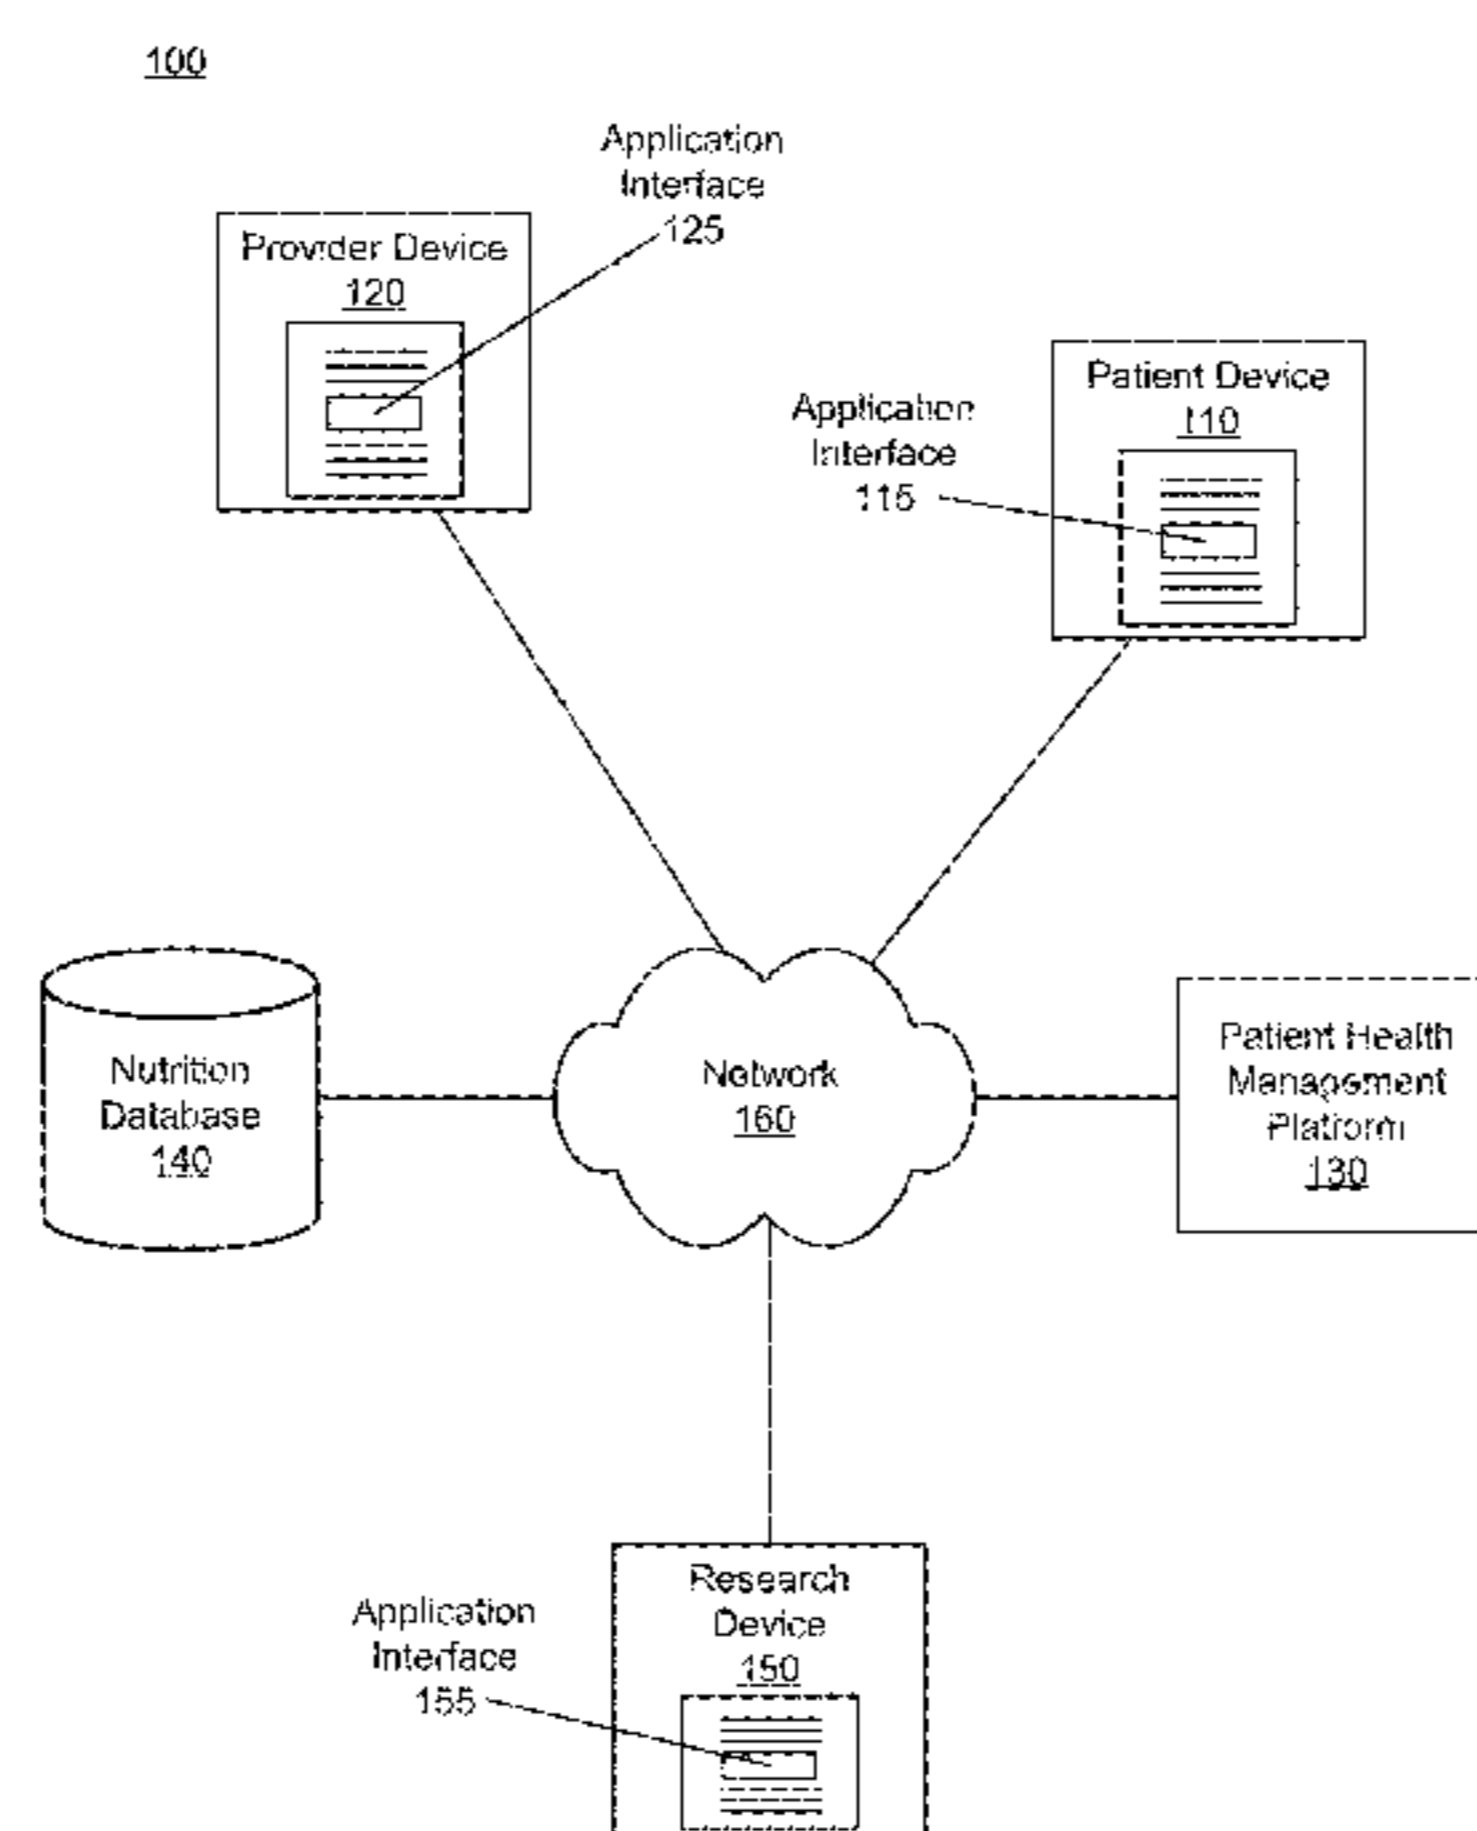 100
Application
Interface
125
Provider Device
120
Patient Device
110
Application
Interface
115
Nutrition
Database
140
Network
160
Patient Health
Management
Platform
130
Research
Device
150
Application
Interface
155